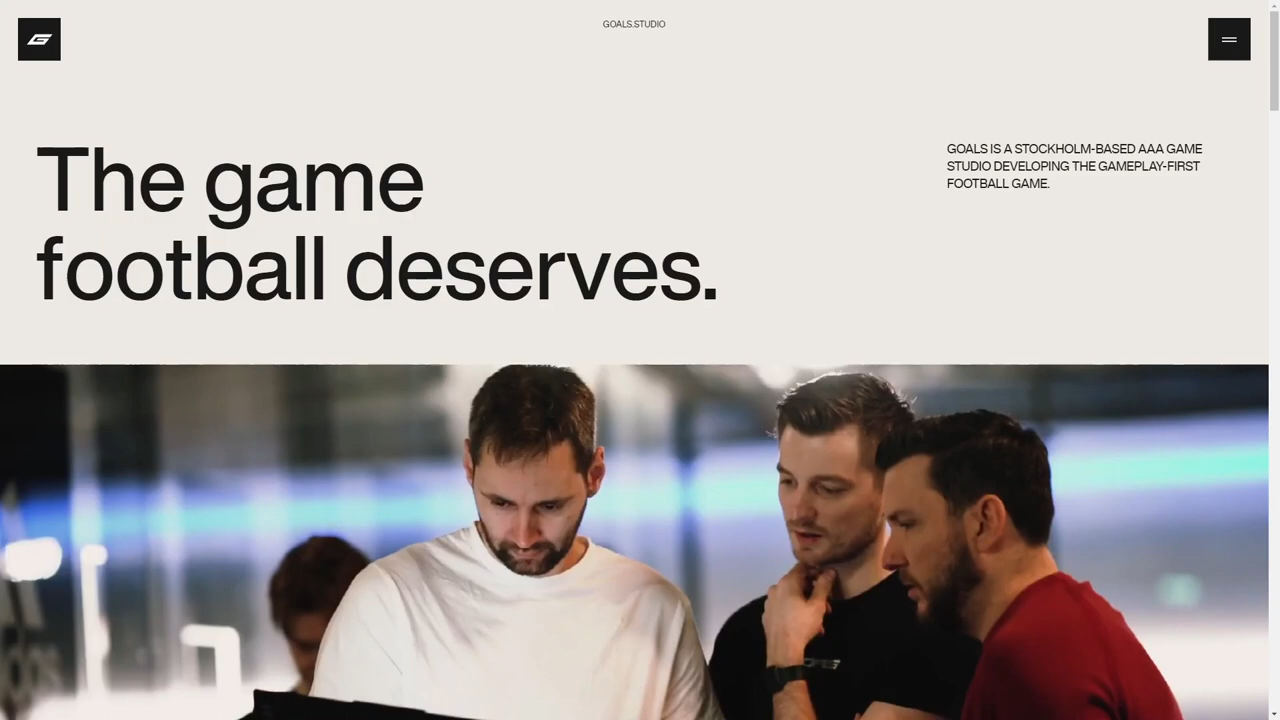 GOALS.STUDIO
The game
football deserves.
GOALS IS A STOCKHOLM-BASED AAA GAME
STUDIO DEVELOPING THE GAMEPLAY-FIRST
FOOTBALL GAME.